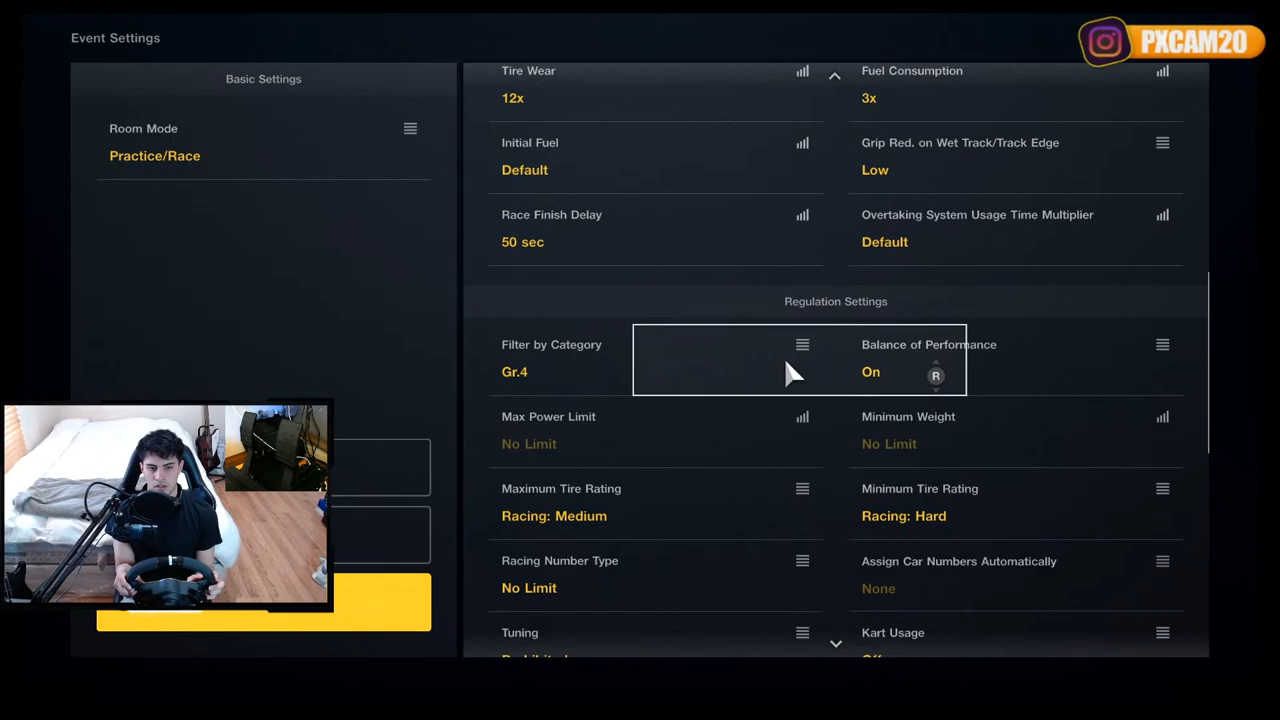 PXCAM20
Event Settings
Basic Settings
Room Mode
Practice/Race
Tire Wear
12x
Fuel Consumption
3x
Initial Fuel
Default
Grip Red. on Wet Track/Track Edge
Low
Race Finish Delay
50 sec
Overtaking System Usage Time Multiplier
Default
Regulation Settings
Filter by Category
Gr.4
Balance of Performance
On
R
Max Power Limit
No Limit
Minimum Weight
No Limit
Maximum Tire Rating
Racing: Medium
Minimum Tire Rating
Racing: Hard
Racing Number Type
No Limit
Assign Car Numbers Automatically
None
Tuning
Prohibited
Kart Usage
Off